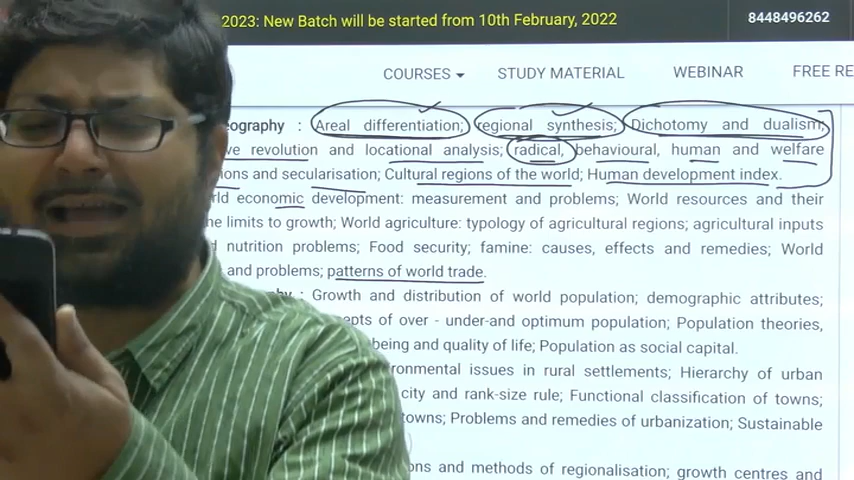 2023: New Batch will be started from 10th February, 2022
8448496262
COURSES STUDY MATERIAL WEBINAR FREE RE
eography : Areal differentiation; regional synthesis; Dichotomy and dualism;
ve revolution and locational analysis; radical, behavioural, human and welfare
ions and secularisation; Cultural regions of the world; Human development index.
rld economic development: measurement and problems; World resources and their
he limits to growth; World agriculture: typology of agricultural regions; agricultural inputs
d nutrition problems; Food security; famine: causes, effects and remedies; World
and problems; patterns of world trade.
: Growth and distribution of world population; demographic attributes;
epts of over - under-and optimum population; Population theories,
being and quality of life; Population as social capital.
ronmental issues in rural settlements; Hierarchy of urban
city and rank-size rule; Functional classification of towns;
towns; Problems and remedies of urbanization; Sustainable
ons and methods of regionalisation; growth centres and